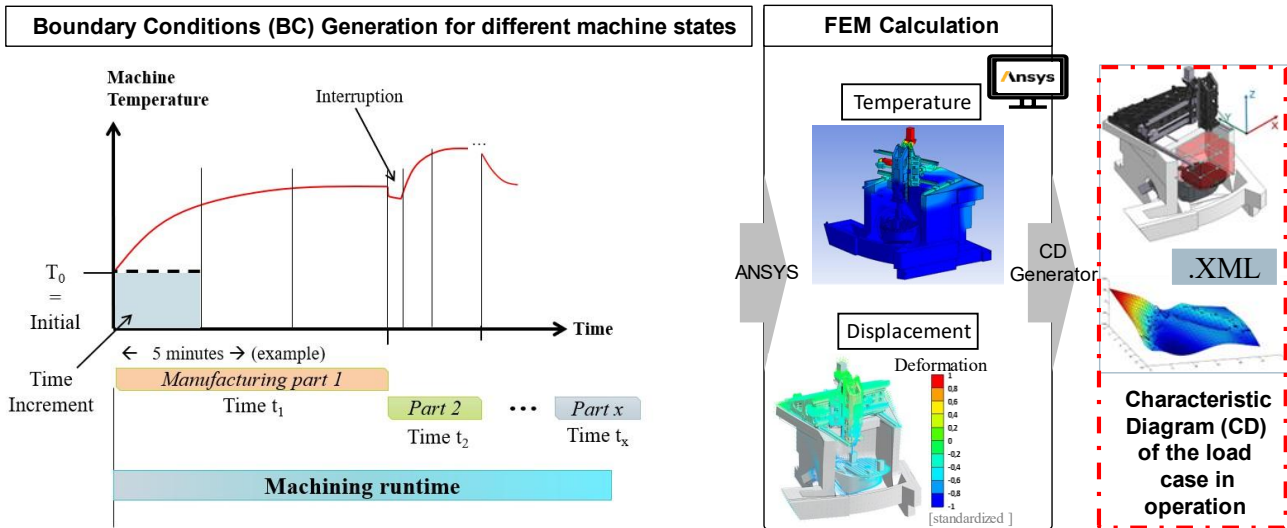 Boundary Conditions (BC) Generation for different machine states
Machine
Temperature
Interruption
...
T0
=
Initial
Time
Time
Increment
← 5 minutes → (example)
Manufacturing part 1
Time t1
Part 2
Time t2
...
Part x
Time tx
Machining runtime
ANSYS
FEM Calculation
Ansys
Temperature
Displacement
Deformation
1
0,8
0,6
0,4
0,2
0
-0,4
-0,6
-0,8
-1
[standardized ]
CD
Generator
Z
Y
X
.XML
Characteristic
Diagram (CD)
of the load
case in
operation